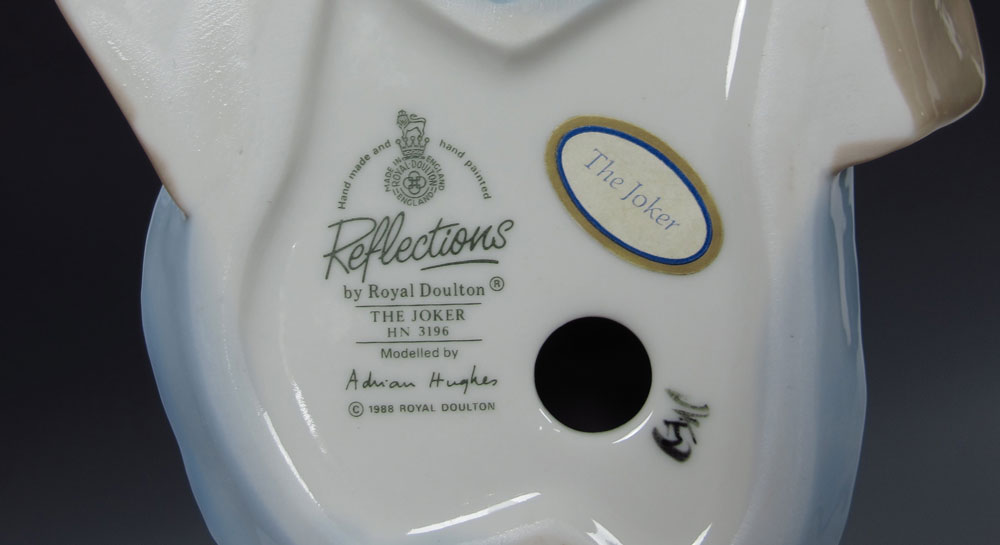 Hand made and hand painted
MADE IN ENGLAND
ROYAL-DOULTON
ENGLAND
Reflections
by Royal Doulton ®
THE JOKER
HN 3196
Modelled by
Adrian Hughes
© 1988 ROYAL DOULTON
The Joker